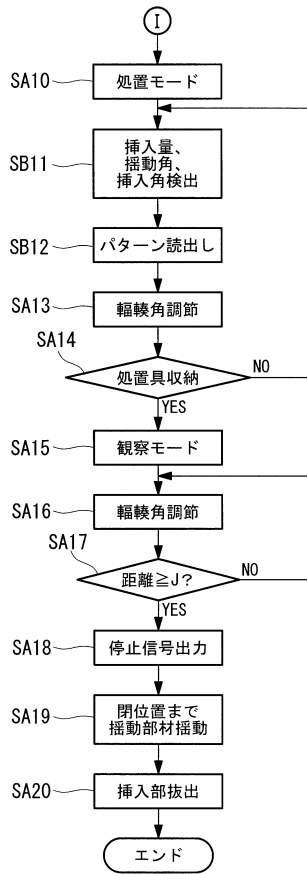 I
SA10
処置モード
SB11
挿入量、
揺動角、
挿入角検出
SB12
パターン読出し
SA13
輻輳角調節
SA14
処置具収納
NO
YES
SA15
観察モード
SA16
輻輳角調節
SA17
距離≧J?
NO
YES
SA18
停止信号出力
SA19
閉位置まで
揺動部材揺動
SA20
挿入部抜出
エンド